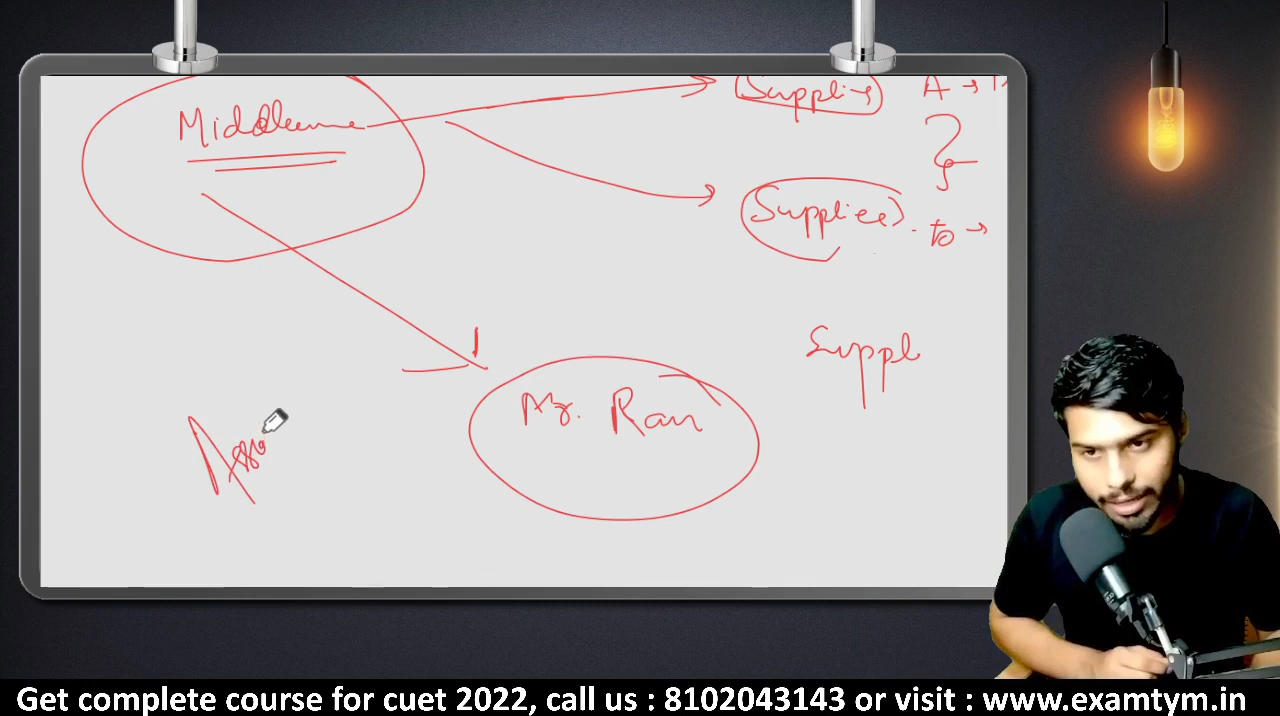 Supplier A →
Middleme
Supplier to →
Suppl
Mr. Ram
Get complete course for cuet 2022, call us : 8102043143 or visit : www.examtym.in